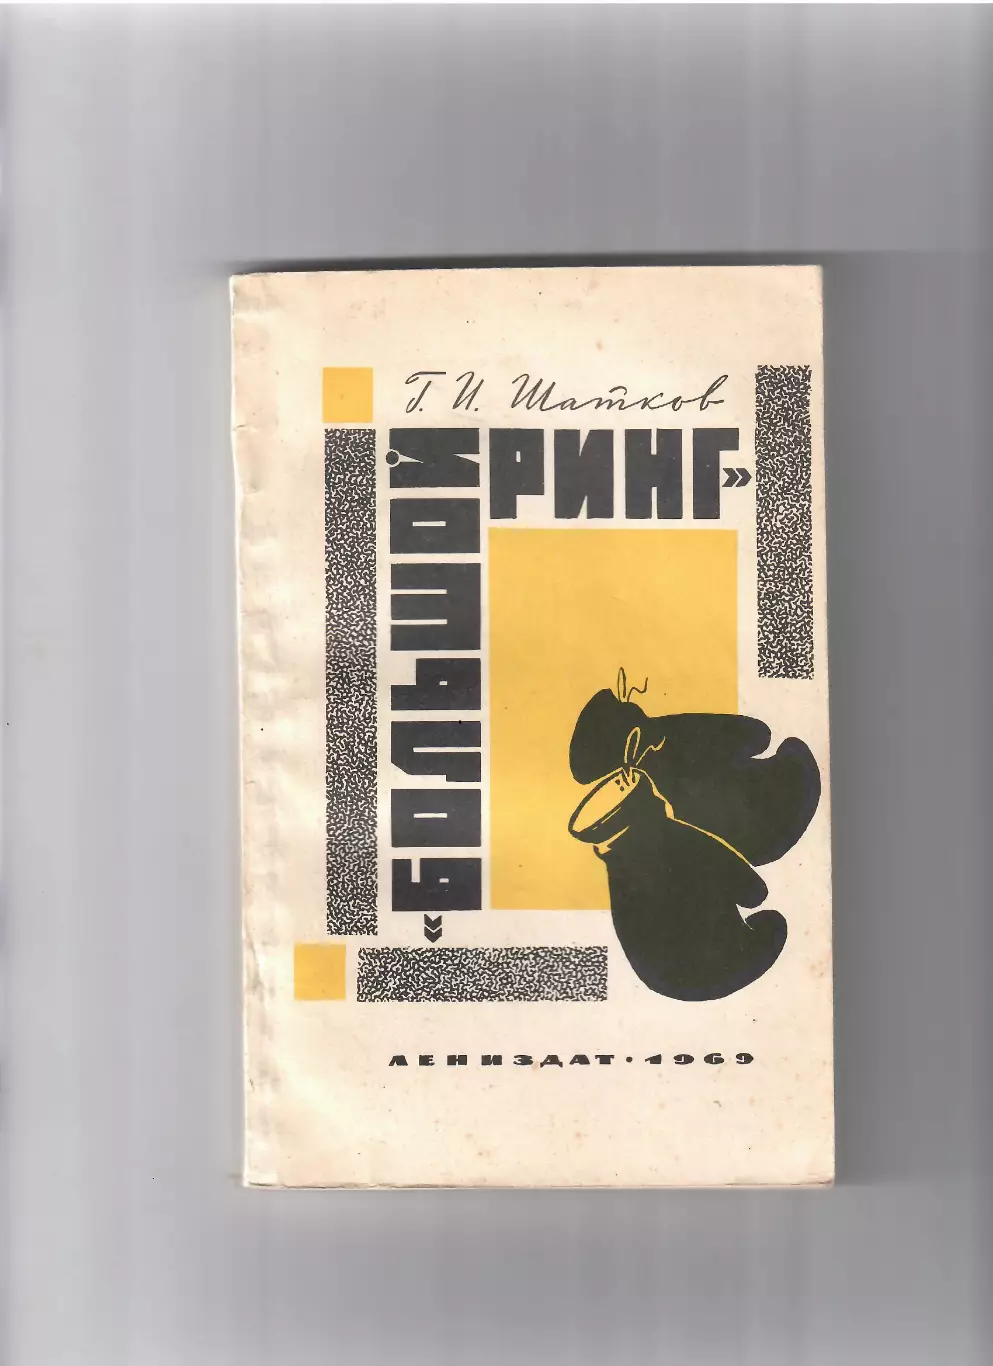 Г. И. Шатков
«БОЛЬШОЙ
РИНГ»
ЛЕНИЗДАТ · 1969